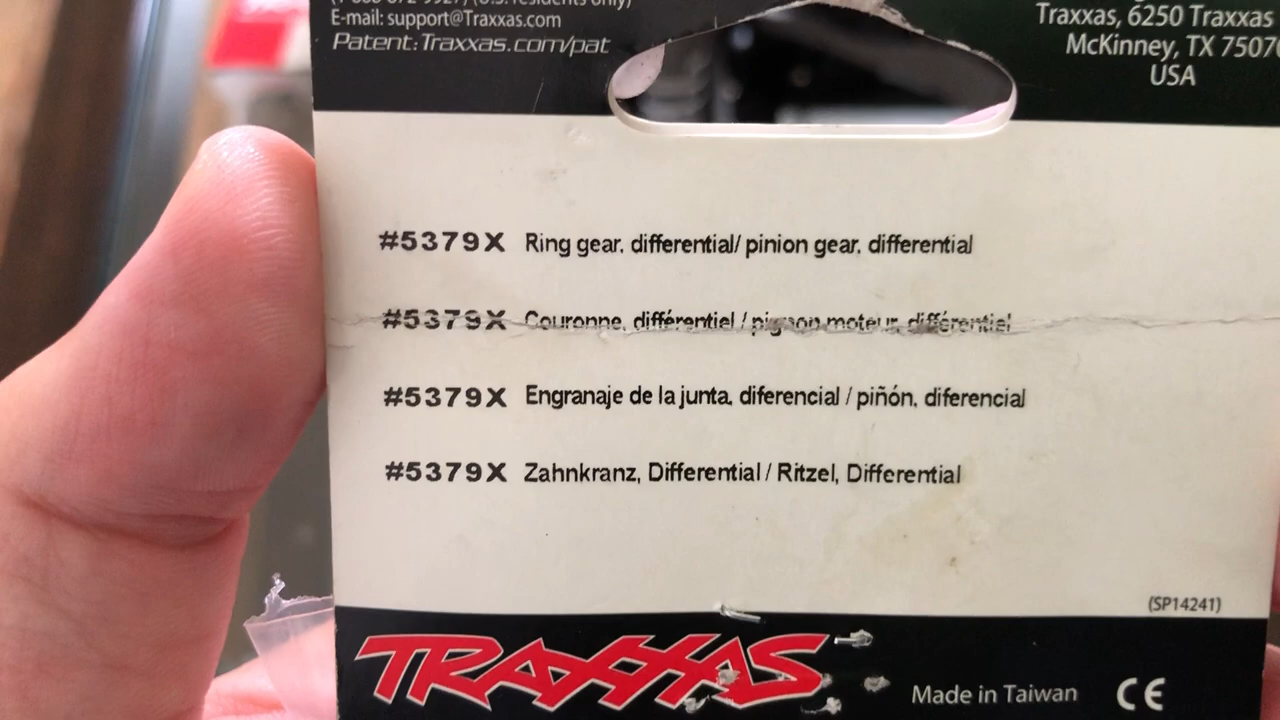 E-mail: support@Traxxas.com
Patent: Traxxas.com/pat
Traxxas, 6250 Traxxas
McKinney, TX 75070
USA
#5379X Ring gear, differential/ pinion gear, differential
#5379X Couronne, différentiel / pignon moteur, différentiel
#5379X Engranaje de la junta, diferencial / piñón, diferencial
#5379X Zahnkranz, Differential / Ritzel, Differential
(SP14241)
TRAXXAS
Made in Taiwan CE